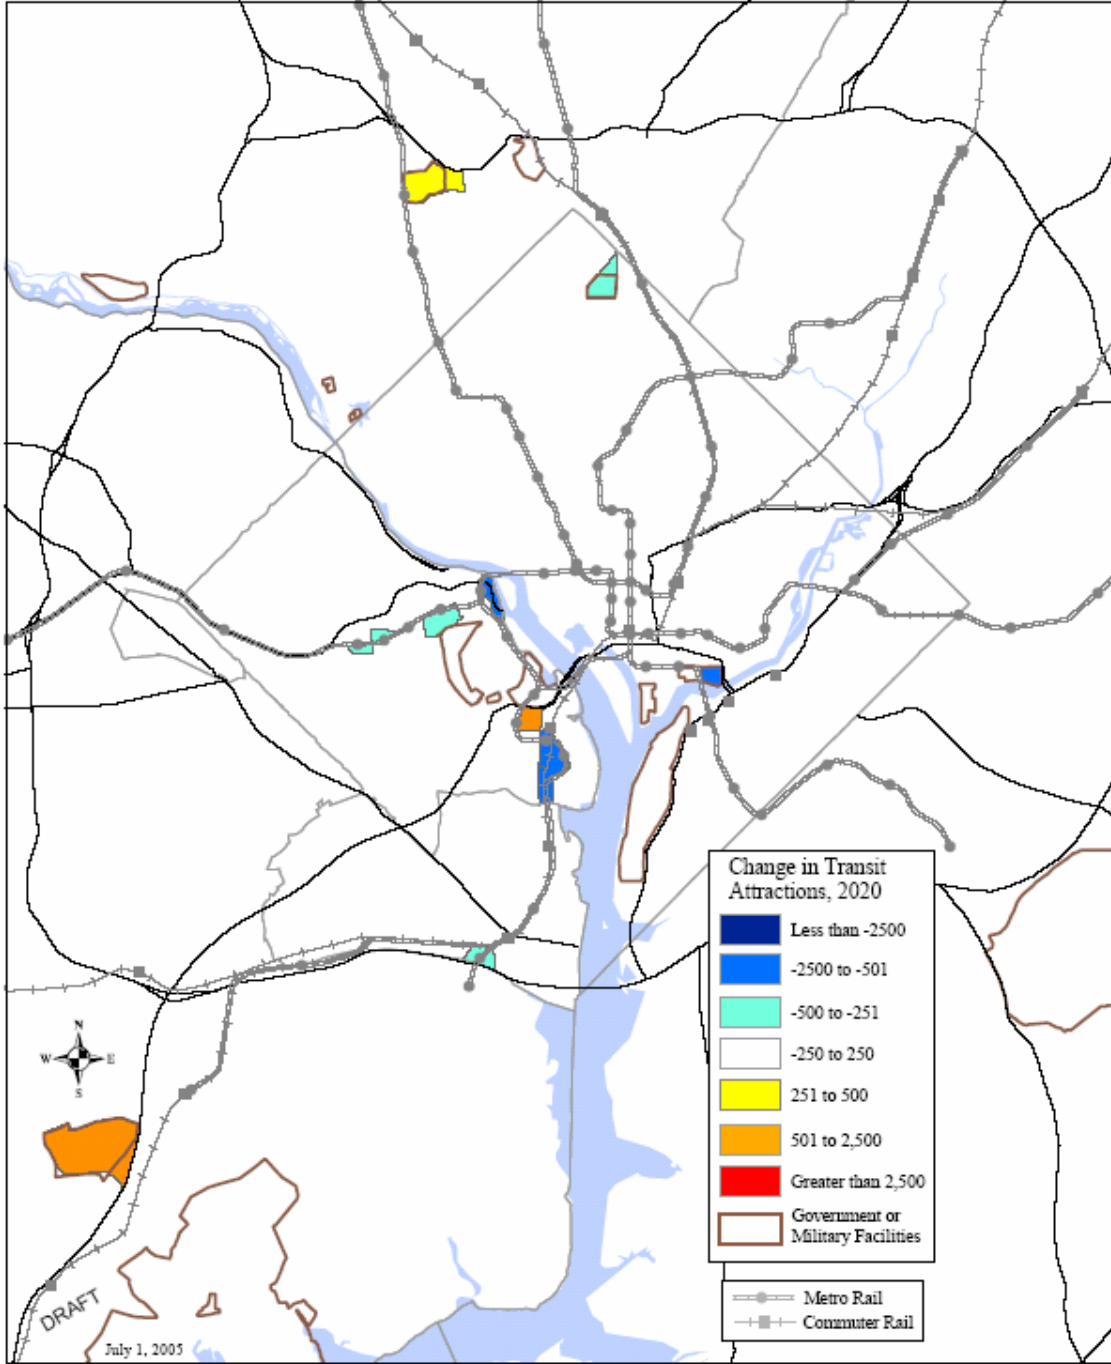 Change in Transit
Attractions, 2020
Less than -2500
-2500 to -501
-500 to -251
-250 to 250
251 to 500
501 to 2,500
Greater than 2,500
Government or
Military Facilities
Metro Rail
Commuter Rail
N
W E
S
DRAFT
July 1, 2005